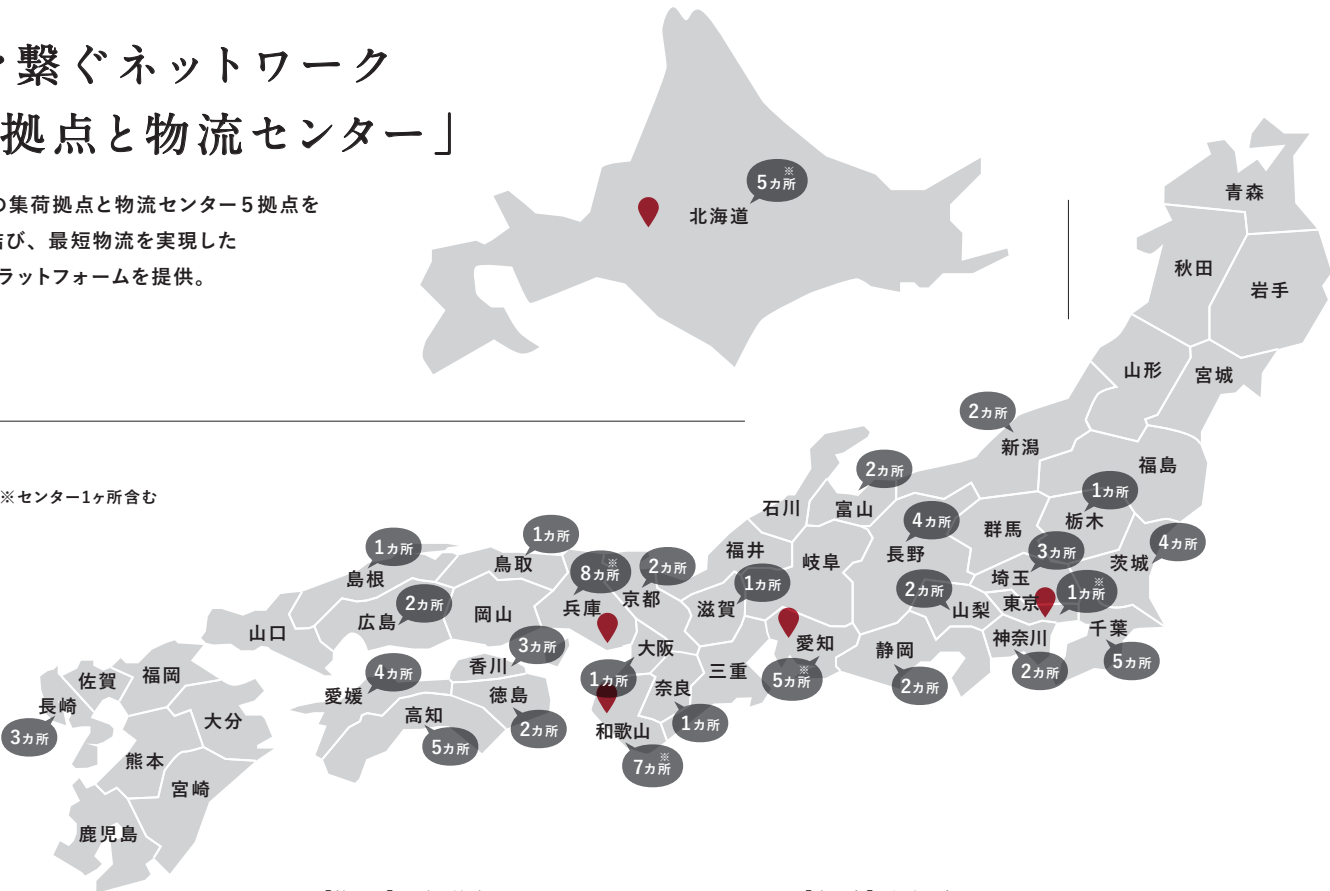 繋ぐネットワーク
拠点と物流センター」
の集荷拠点と物流センター5拠点を
結び、最短物流を実現した
ラットフォームを提供。
※センター1ヶ所含む
5ヵ所※
北海道
青森
秋田
岩手
山形
宮城
2ヵ所
新潟
福島
2ヵ所
石川
富山
1ヵ所
栃木
4ヵ所
長野
群馬
3ヵ所
埼玉
4ヵ所
茨城
福井
岐阜
1ヵ所
滋賀
2ヵ所
山梨
東京
1ヵ所※
千葉
5ヵ所
神奈川
2ヵ所
静岡
2ヵ所
愛知
5ヵ所※
三重
1ヵ所
島根
1ヵ所
鳥取
8ヵ所※
兵庫
2ヵ所
京都
2ヵ所
広島
岡山
山口
大阪
1ヵ所
奈良
1ヵ所
和歌山
7ヵ所※
3ヵ所
香川
4ヵ所
愛媛
徳島
2ヵ所
高知
5ヵ所
福岡
佐賀
長崎
3ヵ所
大分
熊本
宮崎
鹿児島